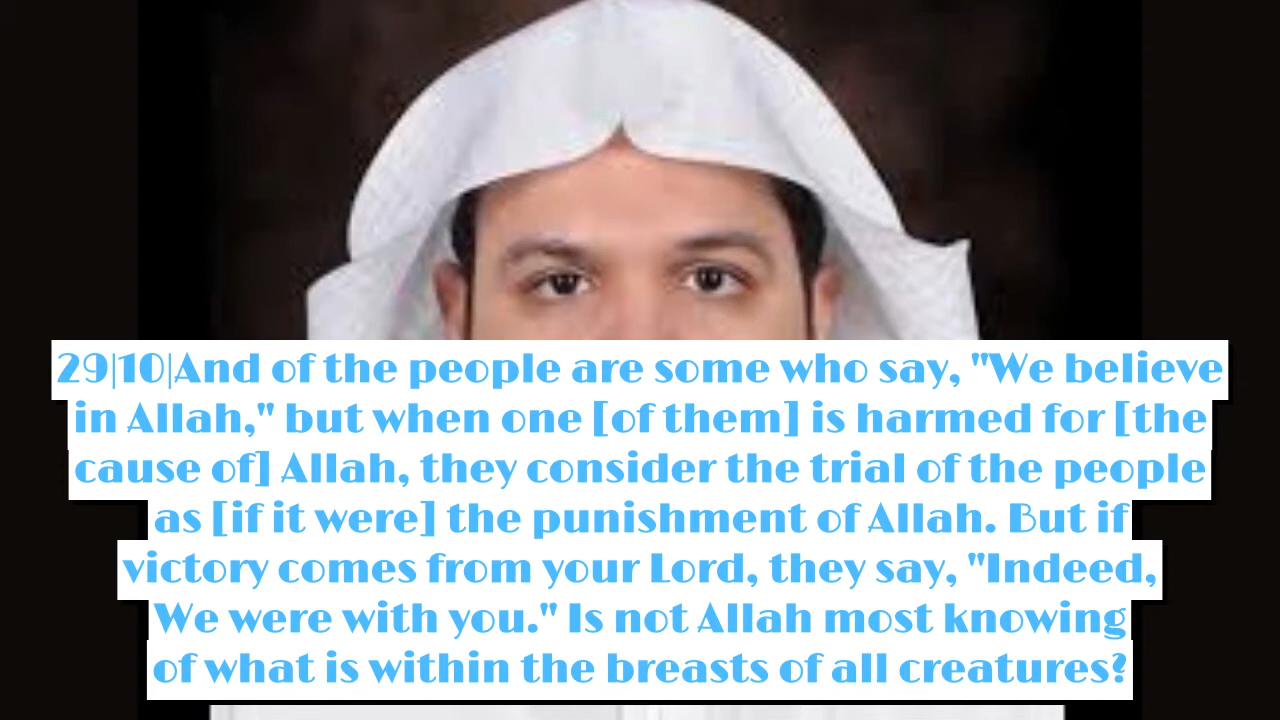 29|10|And of the people are some who say, "We believe
in Allah," but when one [of them] is harmed for [the
cause of] Allah, they consider the trial of the people
as [if it were] the punishment of Allah. But if
victory comes from your Lord, they say, "Indeed,
We were with you." Is not Allah most knowing
of what is within the breasts of all creatures?